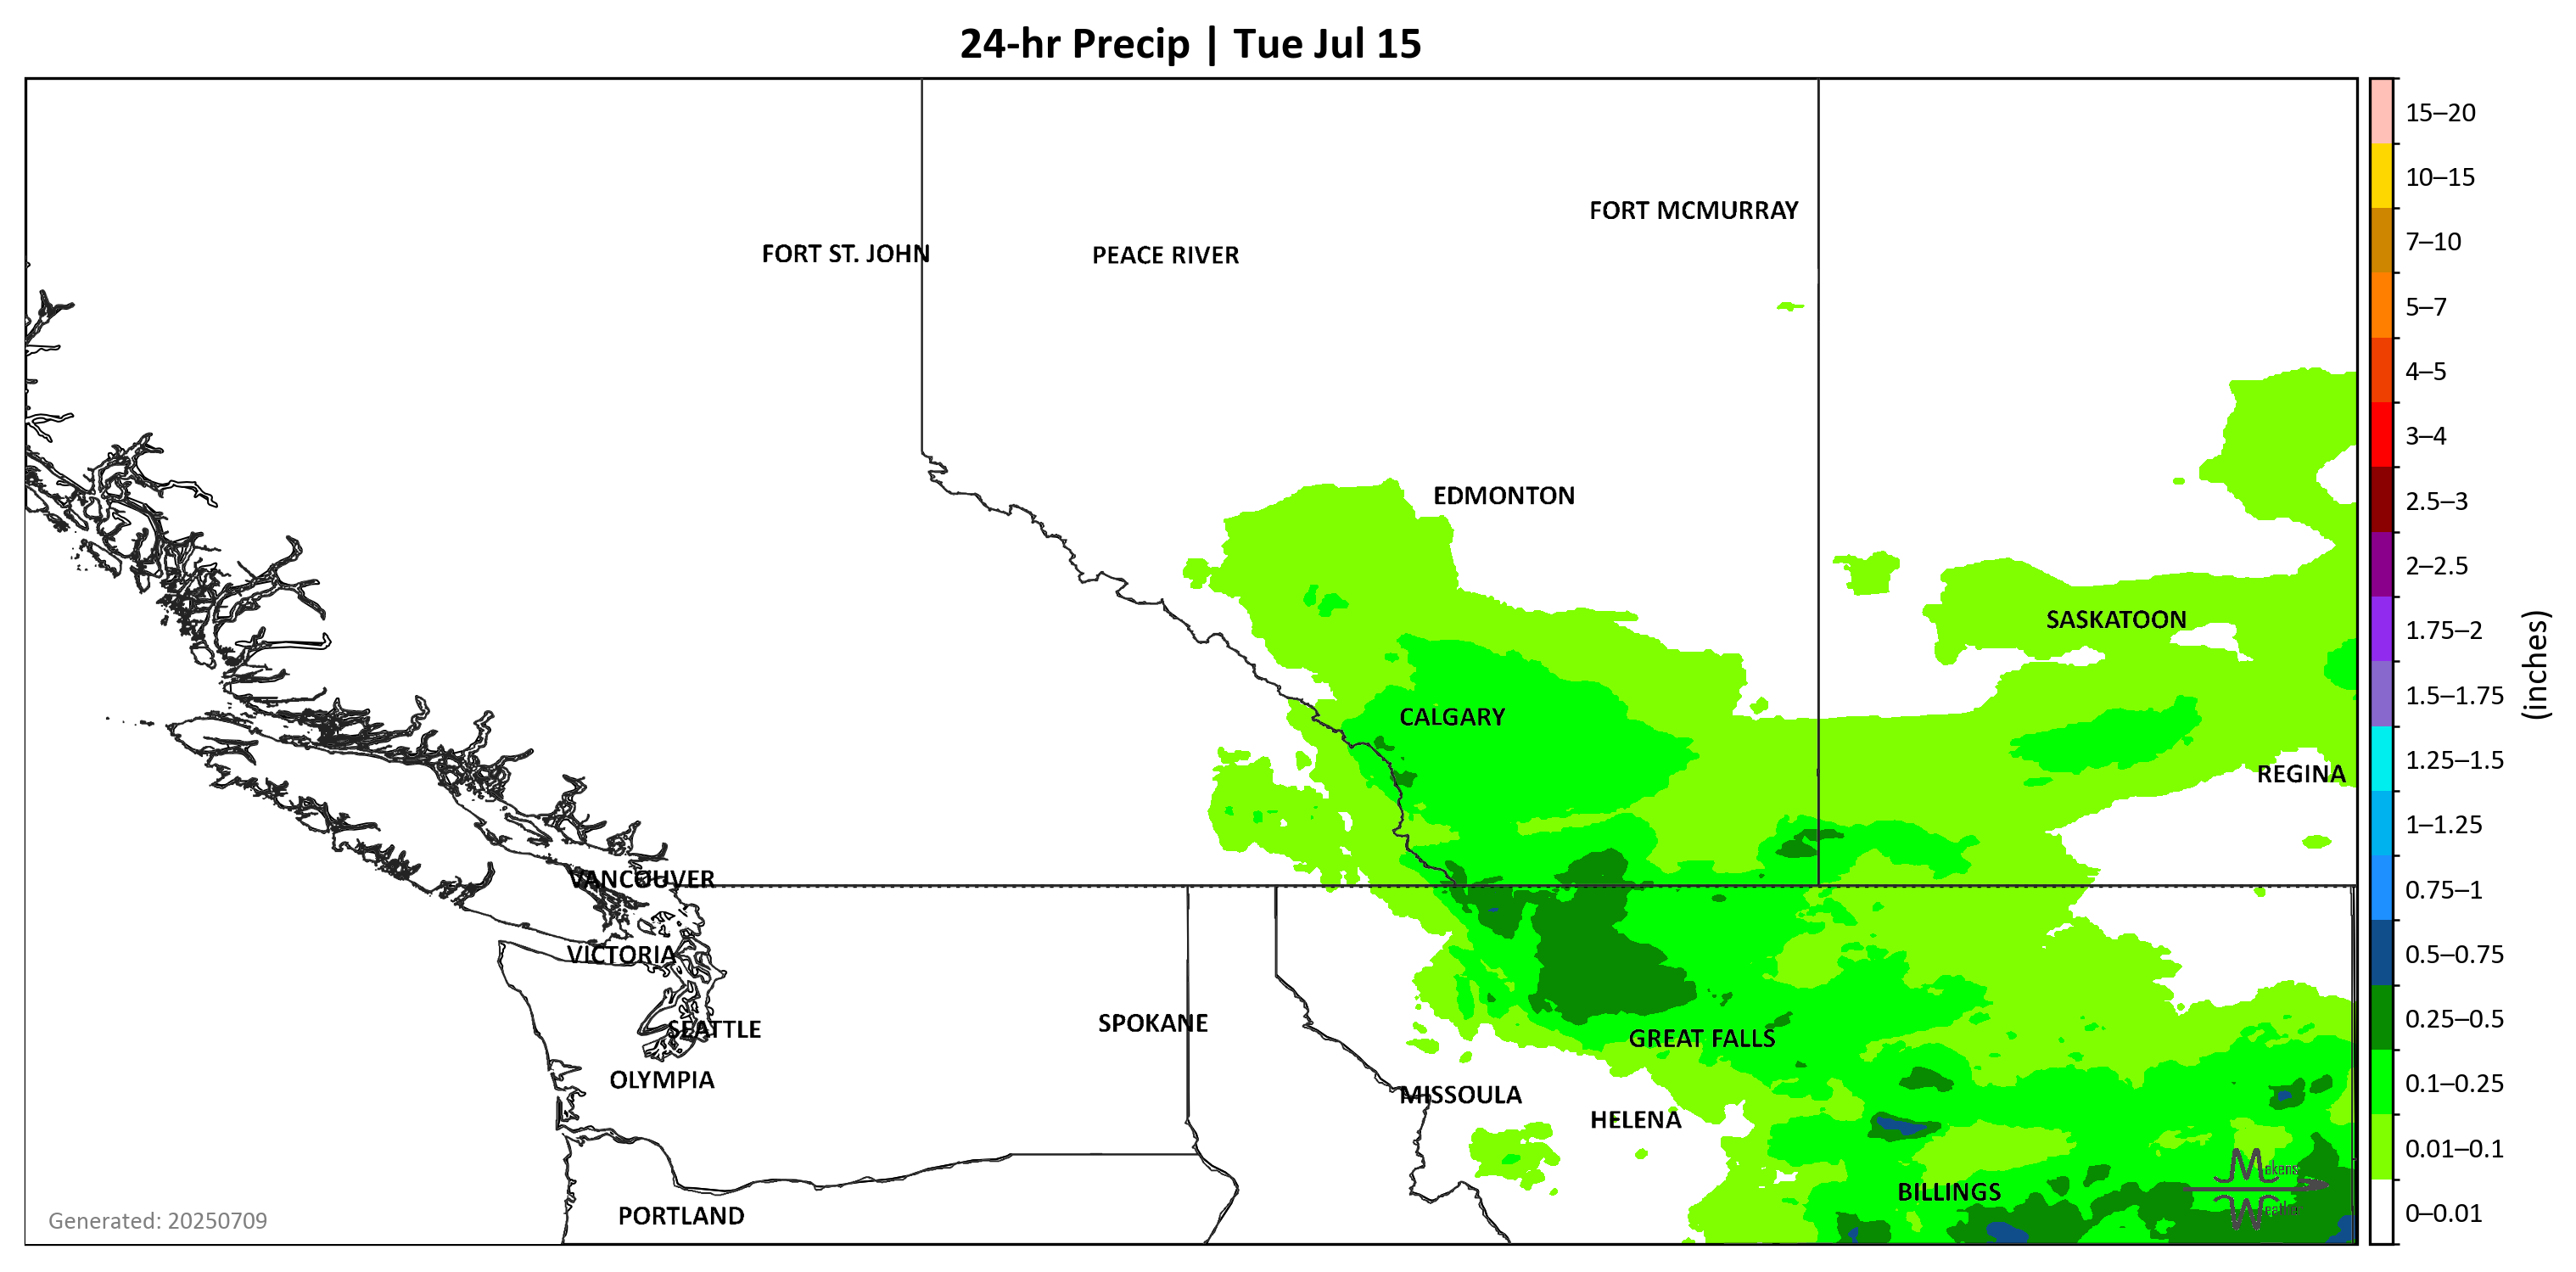 24-hr Precip | Tue Jul 15
15–20
10–15
FORT MCMURRAY
7–10
FORT ST. JOHN
PEACE RIVER
5–7
4–5
3–4
EDMONTON
2.5–3
2–2.5
SASKATOON
1.75–2
(inches)
1.5–1.75
CALGARY
1.25–1.5
REGINA
1–1.25
VANCOUVER
0.75–1
VICTORIA
0.5–0.75
SPOKANE
SEATTLE
0.25–0.5
GREAT FALLS
OLYMPIA
0.1–0.25
MISSOULA
HELENA
0.01–0.1
Makens
Weather
BILLINGS
PORTLAND
0–0.01
Generated: 20250709